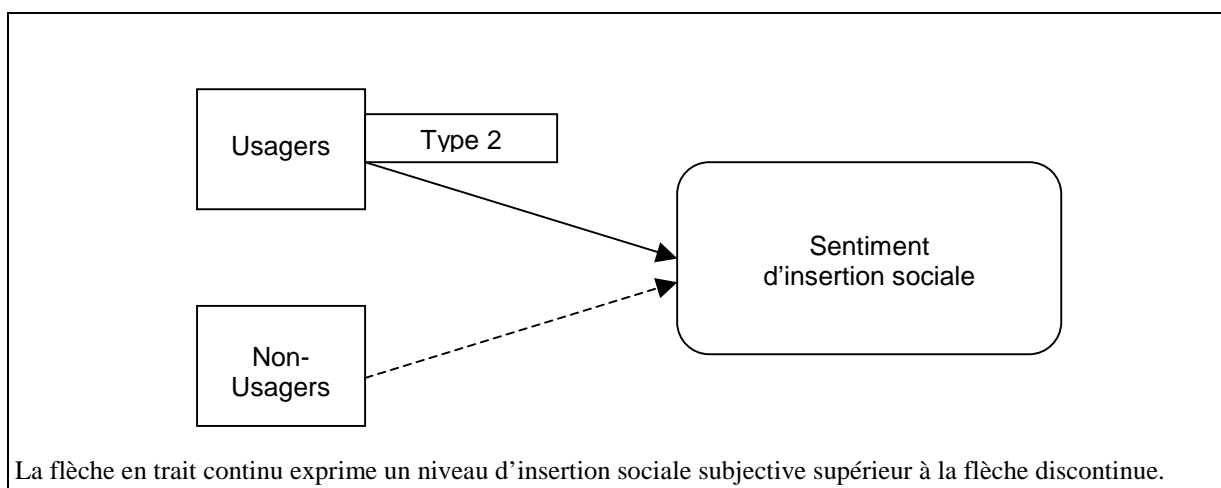 Usagers
Type 2
Sentiment
d'insertion sociale
Non-
Usagers
La flèche en trait continu exprime un niveau d'insertion sociale subjective supérieur à la flèche discontinue.